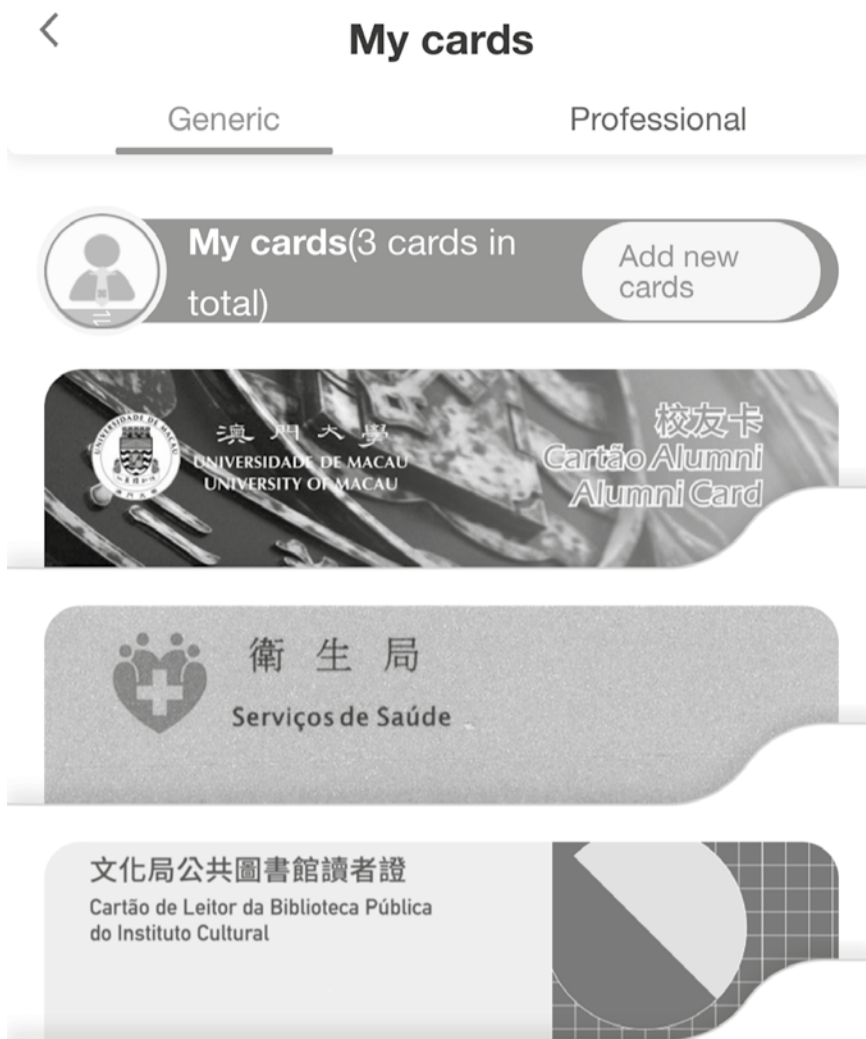 My cards
Generic
Professional
My cards(3 cards in
total)
Add new
cards
澳門大學
UNIVERSIDADE DE MACAU
UNIVERSITY OF MACAU
校友卡
Cartão Alumni
Alumni Card
衛生局
Serviços de Saúde
文化局公共圖書館讀者證
Cartão de Leitor da Biblioteca Pública
do Instituto Cultural